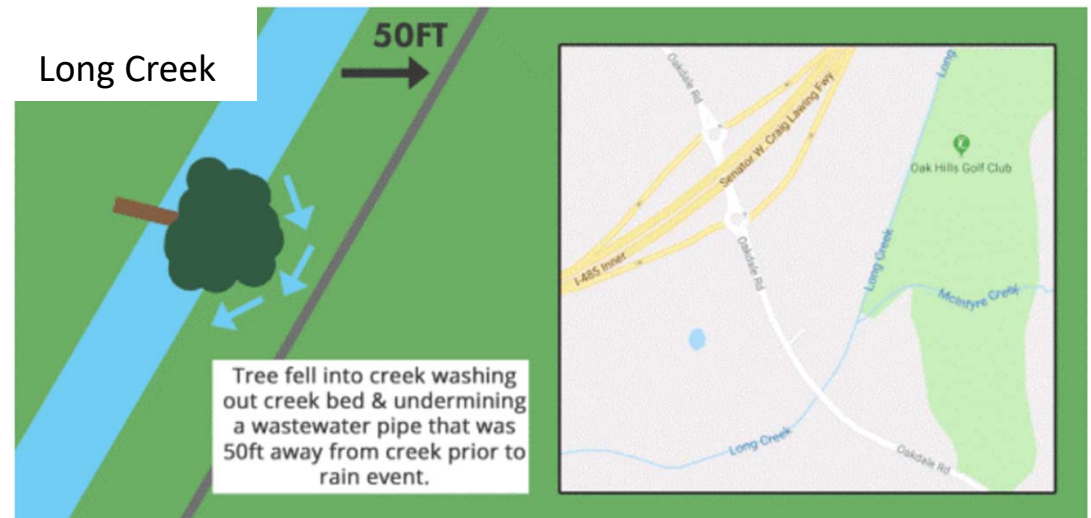 Long Creek
50FT
Tree fell into creek washing
out creek bed & undermining
a wastewater pipe that was
50ft away from creek prior to
rain event.
Oakdale Rd
Senator W. Craig Lawing Fwy
I-485 Inner
Oakdale Rd
Long
Oak Hills Golf Club
Long Creek
McIntyre Creek
Long Creek
Oakdale Rd